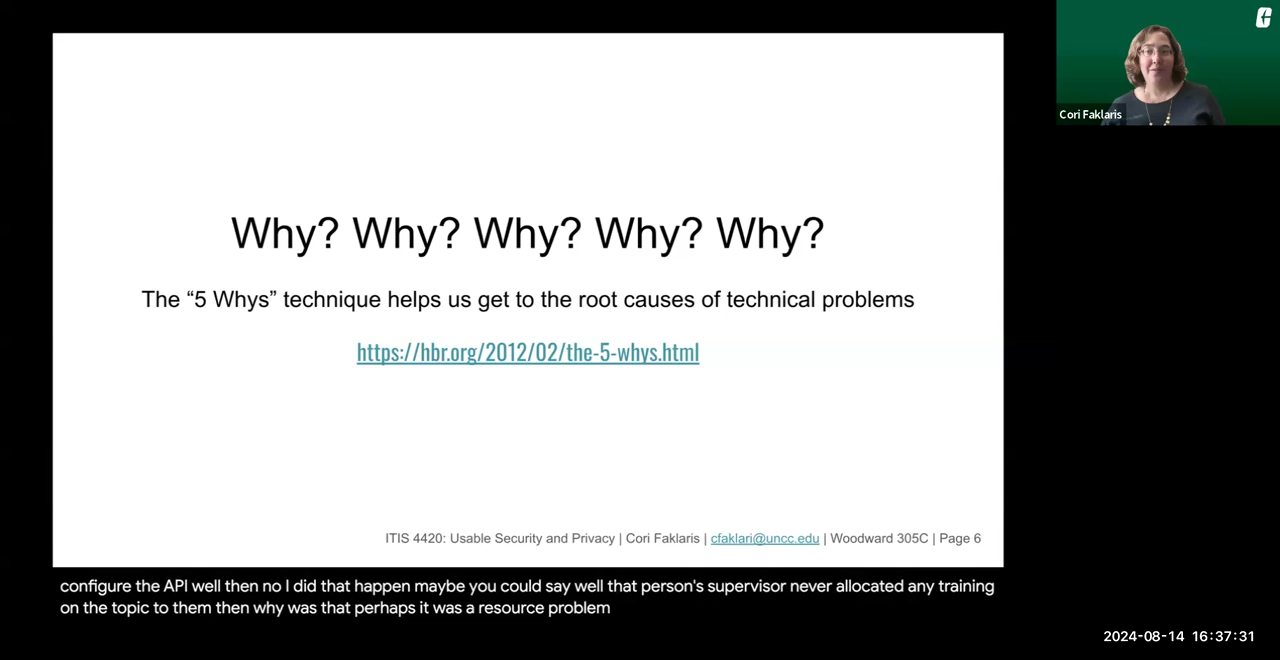 Why? Why? Why? Why? Why?
The “5 Whys” technique helps us get to the root causes of technical problems
https://hbr.org/2012/02/the-5-whys.html
ITIS 4420: Usable Security and Privacy | Cori Faklaris | cfaklari@uncc.edu | Woodward 305C | Page 6
Cori Faklaris
configure the API well then no I did that happen maybe you could say well that person's supervisor never allocated any training
on the topic to them then why was that perhaps it was a resource problem
2024-08-14 16:37:31